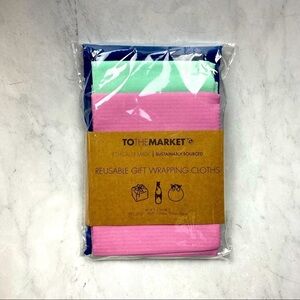 TOTHEMARKET
ETHICALLY MADE | SUSTAINABLY SOURCED
REUSABLE GIFT WRAPPING CLOTHS